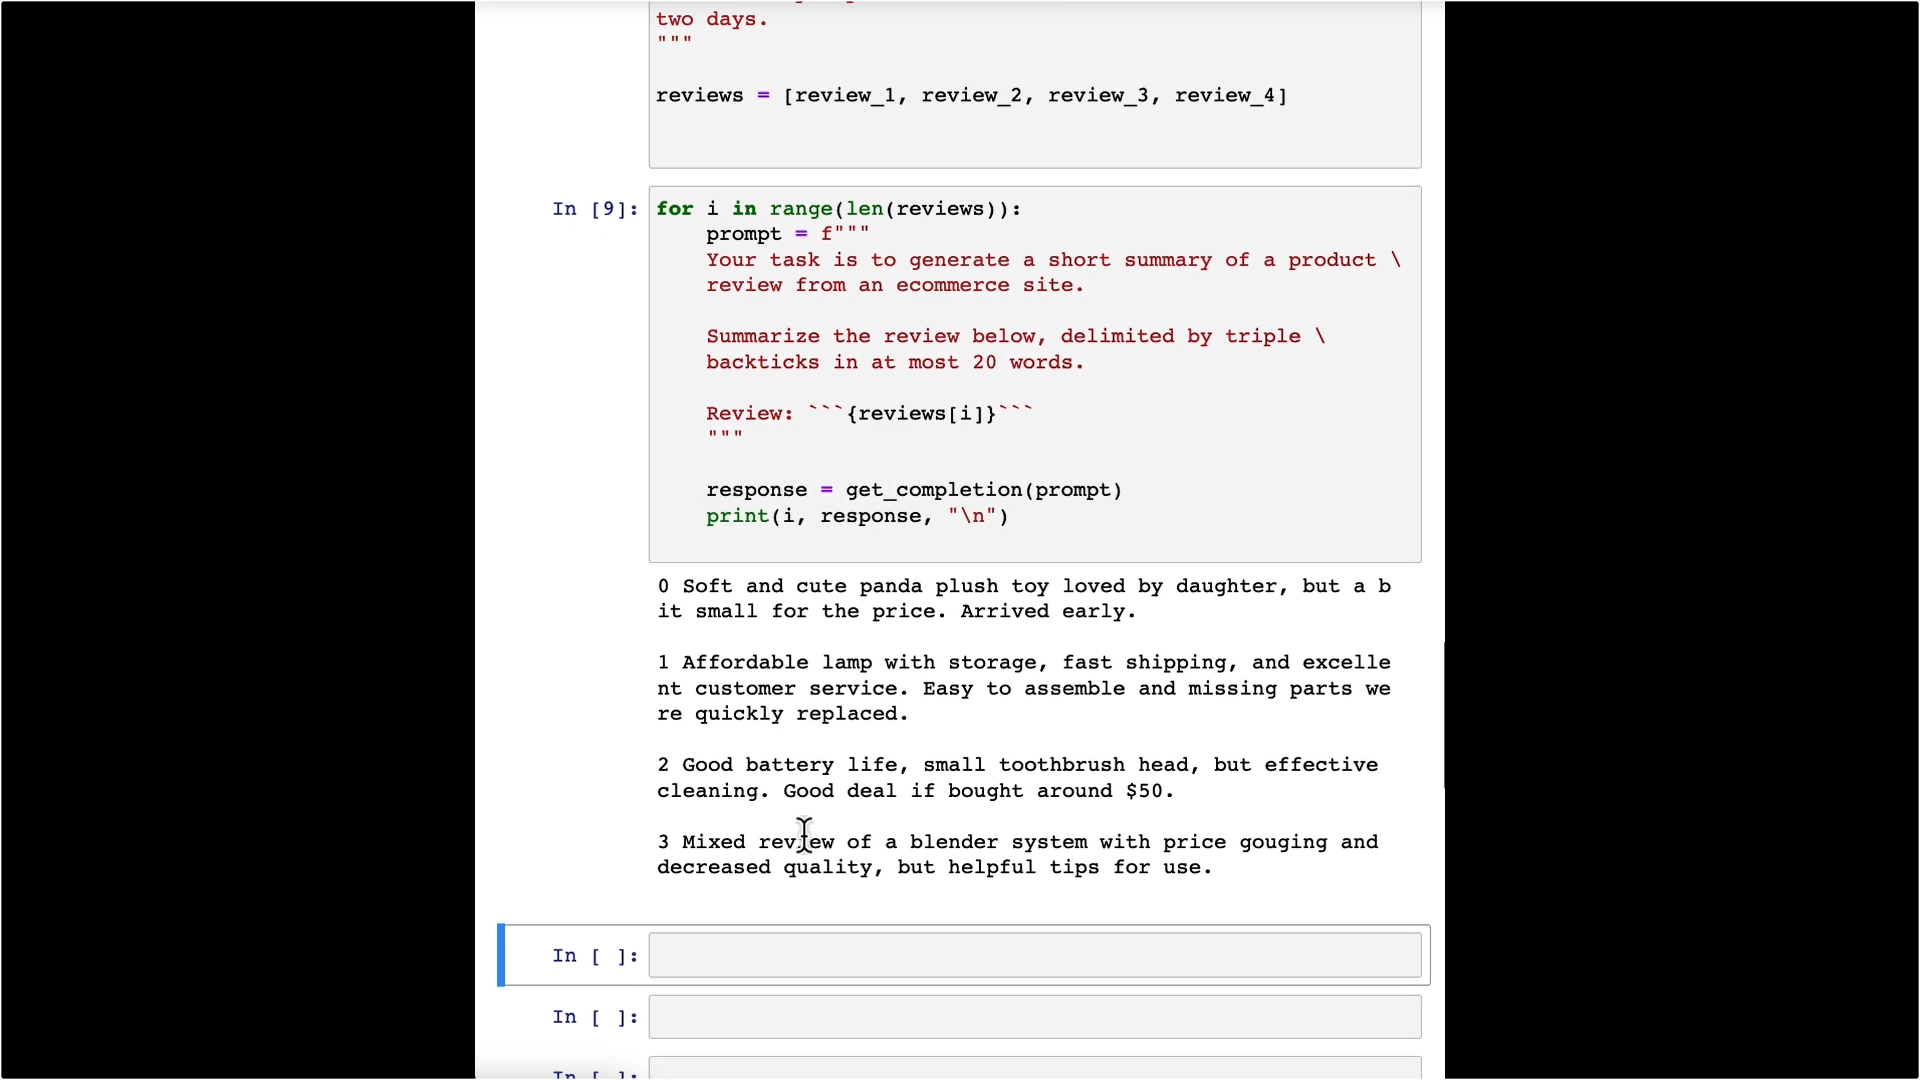 two days.
"""
reviews = [review_1, review_2, review_3, review_4]
In [9]: for i in range(len(reviews)):
    prompt = f"""
    Your task is to generate a short summary of a product \
    review from an ecommerce site.

    Summarize the review below, delimited by triple \
    backticks in at most 20 words.

    Review: ```{reviews[i]}```
    """

    response = get_completion(prompt)
    print(i, response, "\n")
0 Soft and cute panda plush toy loved by daughter, but a b
it small for the price. Arrived early.
1 Affordable lamp with storage, fast shipping, and excelle
nt customer service. Easy to assemble and missing parts we
re quickly replaced.
2 Good battery life, small toothbrush head, but effective
cleaning. Good deal if bought around $50.
3 Mixed review of a blender system with price gouging and
decreased quality, but helpful tips for use.
In [ ]:
In [ ]:
In [ ]: